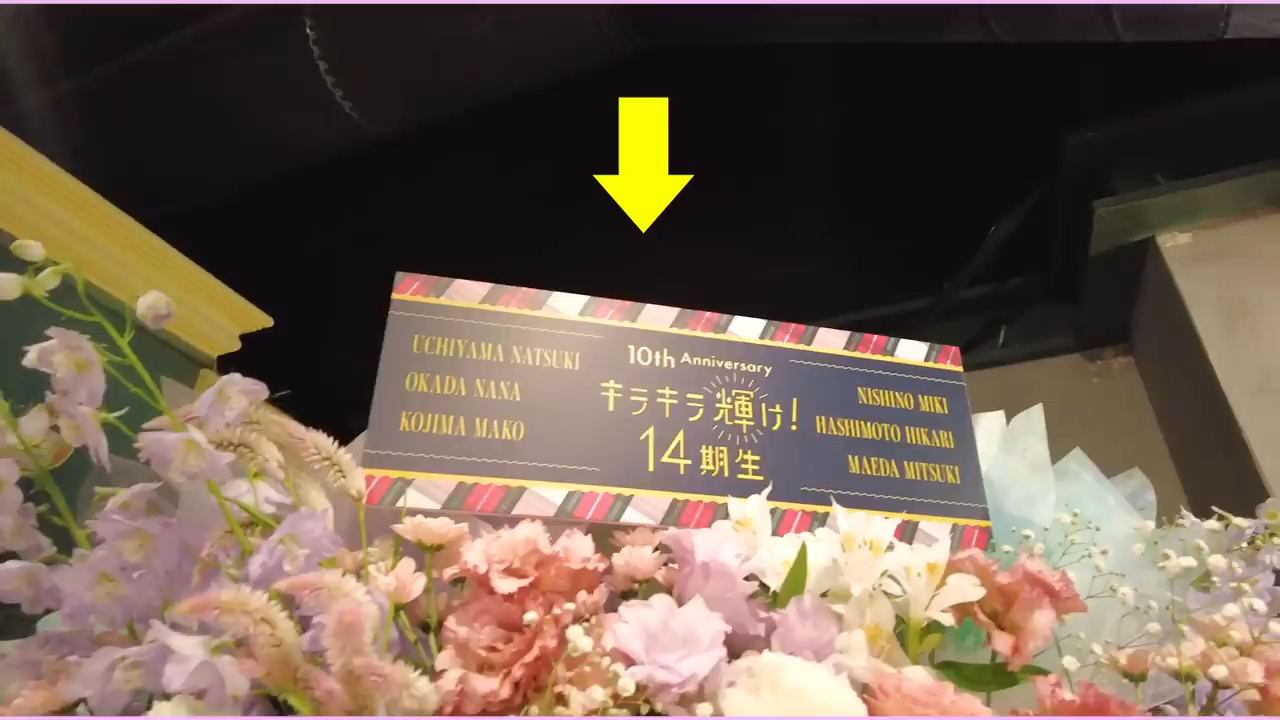 UCHIYAMA NATSUKI
OKADA NANA
KOJIMA MAKO
10th Anniversary
キラキラ輝け!
14期生
NISHINO MIKI
HASHIMOTO HIKARI
MAEDA MITSUKI